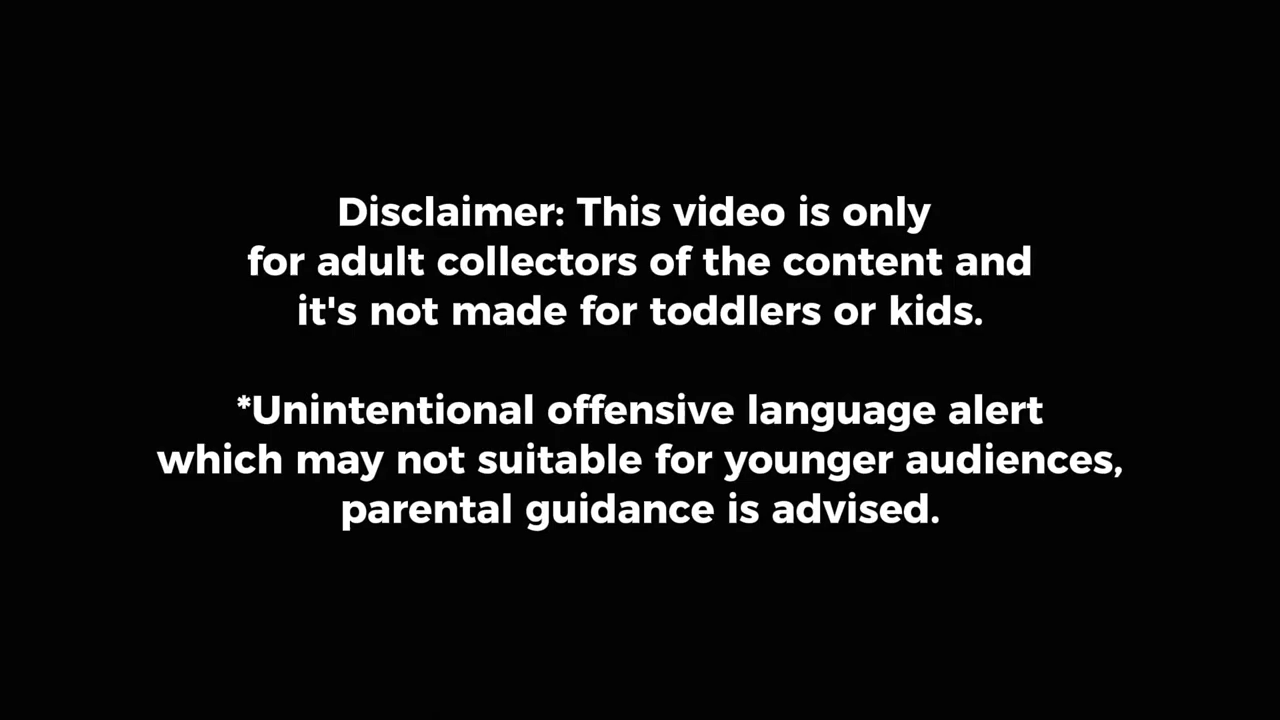 Disclaimer: This video is only
for adult collectors of the content and
it's not made for toddlers or kids.
*Unintentional offensive language alert
which may not suitable for younger audiences,
parental guidance is advised.